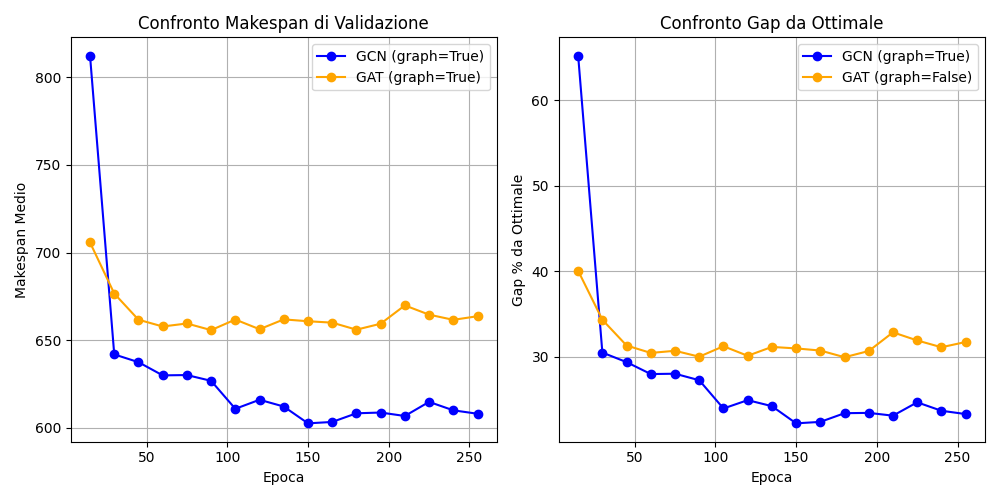 Confronto Makespan di Validazione
GCN (graph=True)
GAT (graph=True)
Makespan Medio
800
750
700
650
600
50
100
150
200
250
Epoca
Confronto Gap da Ottimale
GCN (graph=True)
GAT (graph=False)
Gap % da Ottimale
60
50
40
30
50
100
150
200
250
Epoca